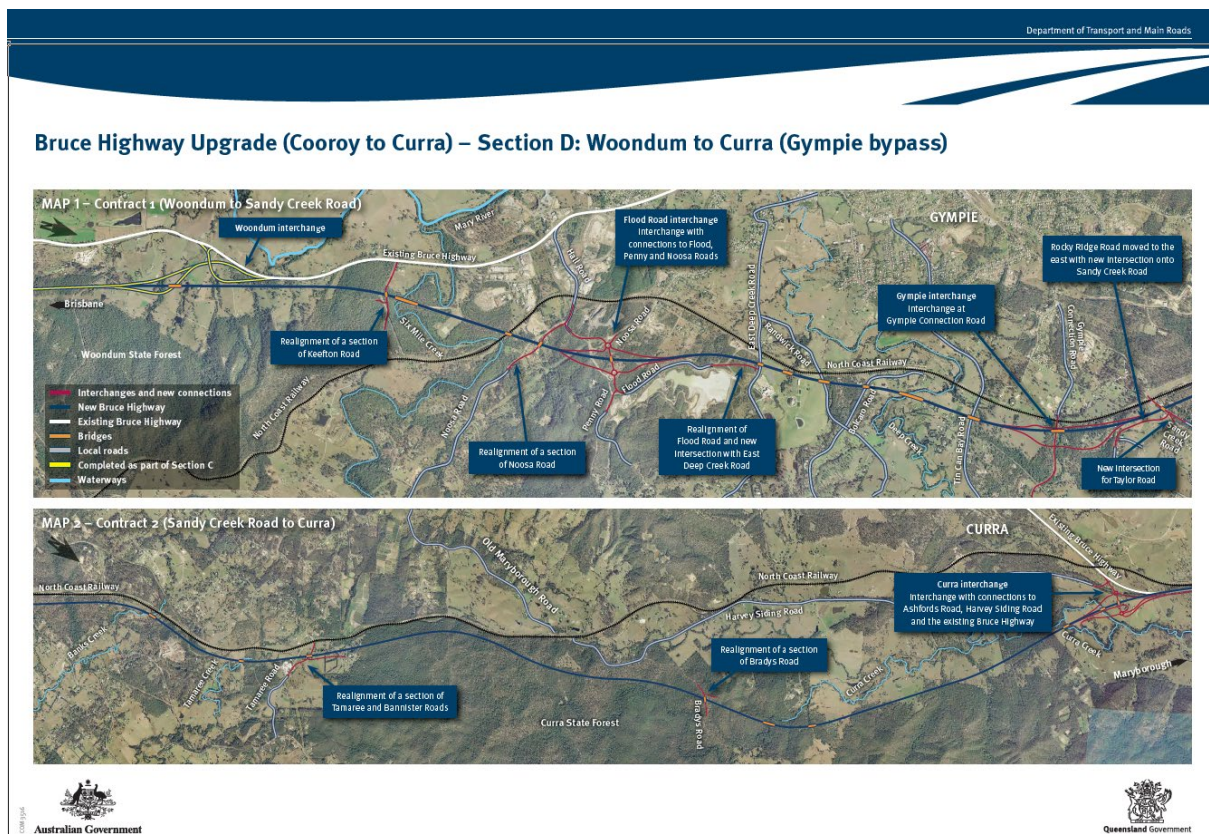 Department of Transport and Main Roads
Bruce Highway Upgrade (Cooroy to Curra) – Section D: Woondum to Curra (Gympie bypass)
MAP 1 – Contract 1 (Woondum to Sandy Creek Road)
Woondum interchange
Mary River
Existing Bruce Highway
Hall Road
Flood Road interchange
Interchange with
connections to Flood,
Penny and Noosa Roads
GYMPIE
East Deep Creek Road
Rocky Ridge Road moved to the
east with new intersection onto
Sandy Creek Road
Gympie interchange
Interchange at
Gympie Connection Road
Gympie
Connection Road
Brisbane
Woondum State Forest
Realignment of a section
of Keefton Road
Six Mile Creek
Noosa Road
Randwick Road
North Coast Railway
Interchanges and new connections
New Bruce Highway
Existing Bruce Highway
Bridges
Local roads
Completed as part of Section C
Waterways
North Coast Railway
Noosa Road
Realignment of a section
of Noosa Road
Penny Road
Flood Road
Realignment of
Flood Road and new
intersection with East
Deep Creek Road
Deep Creek
Tin Can Bay Road
Sandy
Creek
Road
New Intersection
for Taylor Road
MAP 2 – Contract 2 (Sandy Creek Road to Curra)
CURRA
Existing Bruce Highway
North Coast Railway
Old Maryborough Road
North Coast Railway
Harvey Siding Road
Curra interchange
Interchange with connections to
Ashfords Road, Harvey Siding Road
and the existing Bruce Highway
Banks Creek
Tamaree Creek
Tamaree Road
Realignment of a section of
Tamaree and Bannister Roads
Realignment of a section
of Bradys Road
Bradys Road
Curra State Forest
Curra Creek
Curra Creek
Maryborough
Australian Government
Queensland Government